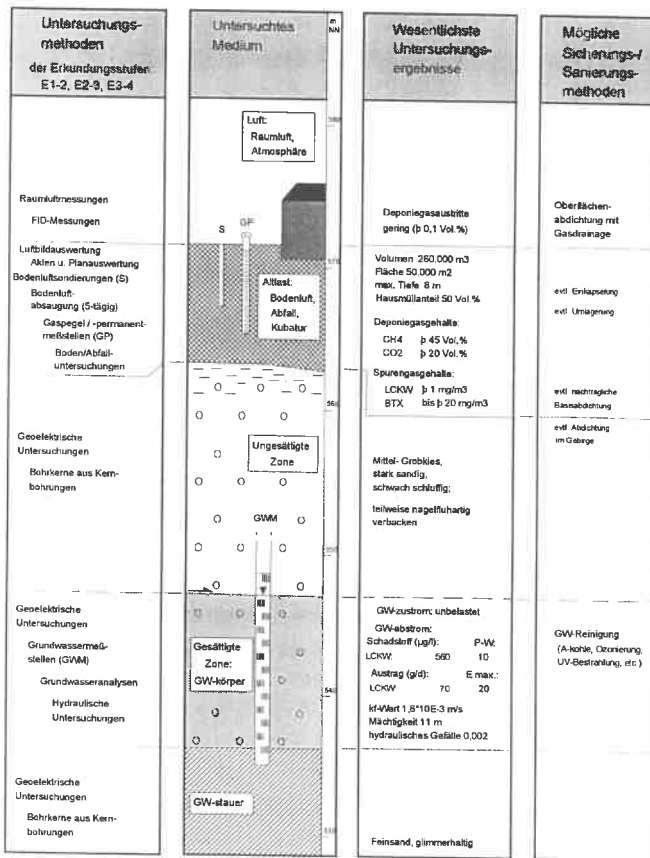 Untersuchungs-
methoden
der Erkundungsstufen
E1-2, E2-3, E3-4
Raumluftmessungen
FID-Messungen
Luftbildauswertung
Akten u. Planauswertung
Bodenluftsondierungen (S)
Bodenluft-
absaugung (5-tägig)
Gaspegel / -permanent-
meßstellen (GP)
Boden/Abfall-
untersuchungen
Geoelektrische
Untersuchungen
Bohrkerne aus Kern-
bohrungen
Geoelektrische
Untersuchungen
Grundwassermeß-
stellen (GWM)
Grundwasseranalysen
Hydraulische
Untersuchungen
Geoelektrische
Untersuchungen
Bohrkerne aus Kern-
bohrungen
Untersuchtes
Medium
m
NN
Luft:
Raumluft,
Atmosphäre
S
GP
Altlast:
Bodenluft,
Abfall,
Kubatur
Ungesättigte
Zone
GWM
Gesättigte
Zone:
GW-körper
GW-stauer
Wesentlichste
Untersuchungs-
ergebnisse
Deponiegasaustritte
gering (þ 0,1 Vol.%)
Volumen 260.000 m3
Fläche 50.000 m2
max. Tiefe 8 m
Hausmüllanteil 50 Vol.%
Deponiegasgehalte:
CH4 þ 45 Vol.%
CO2 þ 20 Vol.%
Spurengasgehalte:
LCKW þ 1 mg/m3
BTX bis þ 20 mg/m3
Mittel- Grobkies,
stark sandig,
schwach schluffig;
teilweise nagelfluhartig
verbacken
GW-zustrom: unbelastet
GW-abstrom:
Schadstoff (µg/l): P-W:
LCKW: 560 10
Austrag (g/d): E max.:
LCKW 70 20
kf-Wert 1,6*10E-3 m/s
Mächtigkeit 11 m
hydraulisches Gefälle 0,002
Feinsand, glimmerhaltig
Mögliche
Sicherungs-/
Sanierungs-
methoden
Oberflächen-
abdichtung mit
Gasdrainage
evtl. Einkapselung
evtl. Umlagerung
evtl. nachträgliche
Basisabdichtung
evtl. Abdichtung
im Gebirge
GW-Reinigung
(A-kohle, Ozonierung,
UV-Bestrahlung, etc.)